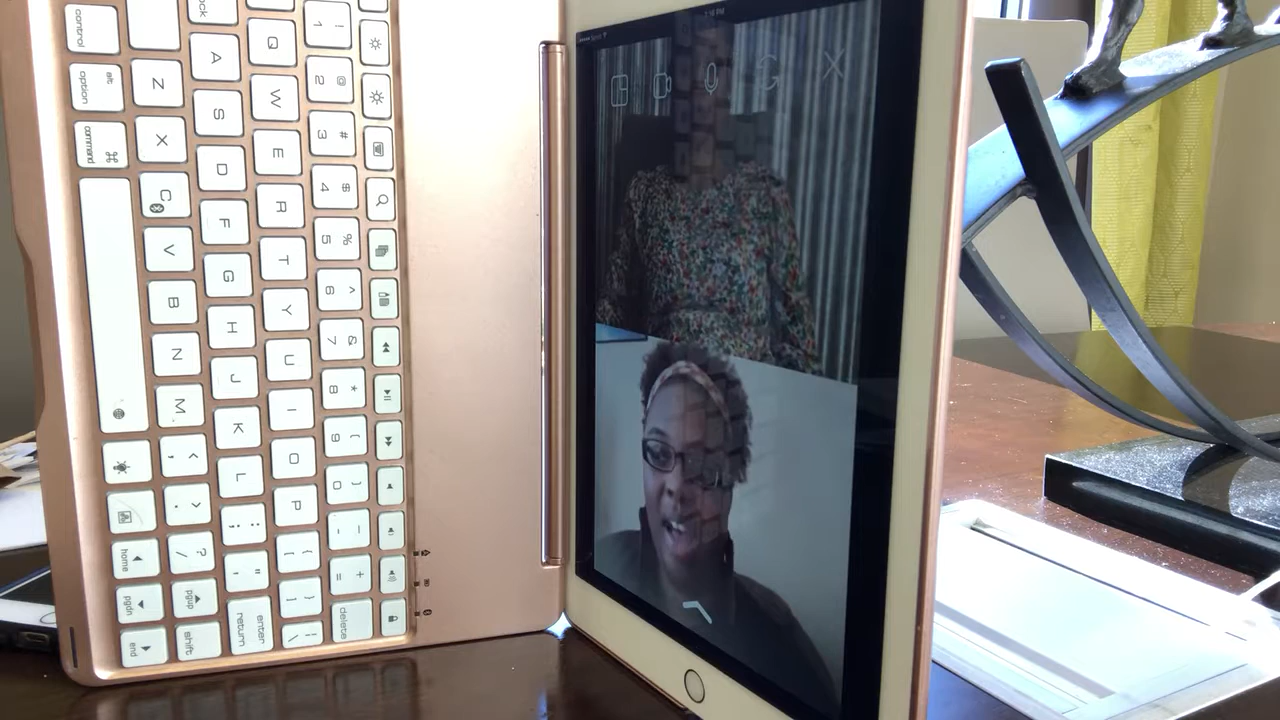 ! 1 @ 2 # 3 $ 4 % 5 ^ 6 & 7 * 8 ( 9 ) 0 _ - + = delete
Q W E R T Y U I O P { [ } ] | \
lock A S D F G H J K L : ; " ' enter return
Z X C V B N M < , > . ? / pgup shift
control alt option command ⌘ home pgdn end